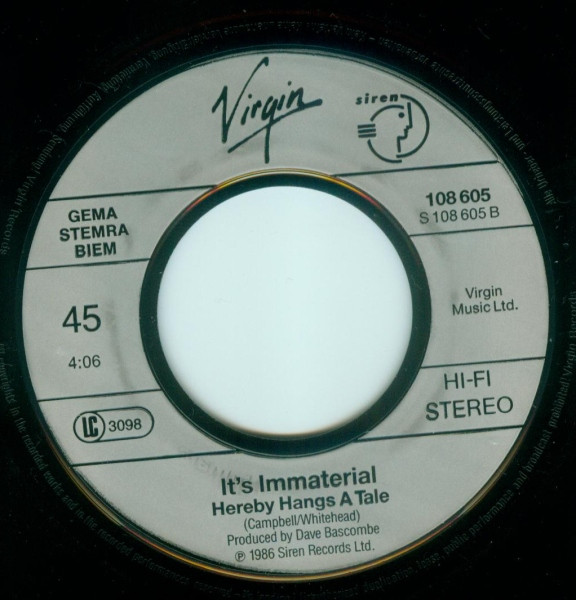 Virgin
siren
GEMA
STEMRA
BIEM
108 605
S 108 605 B
Virgin
Music Ltd.
45
4:06
LC 3098
HI-FI
STEREO
It's Immaterial
Hereby Hangs A Tale
(Campbell/Whitehead)
Produced by Dave Bascombe
℗ 1986 Siren Records Ltd.